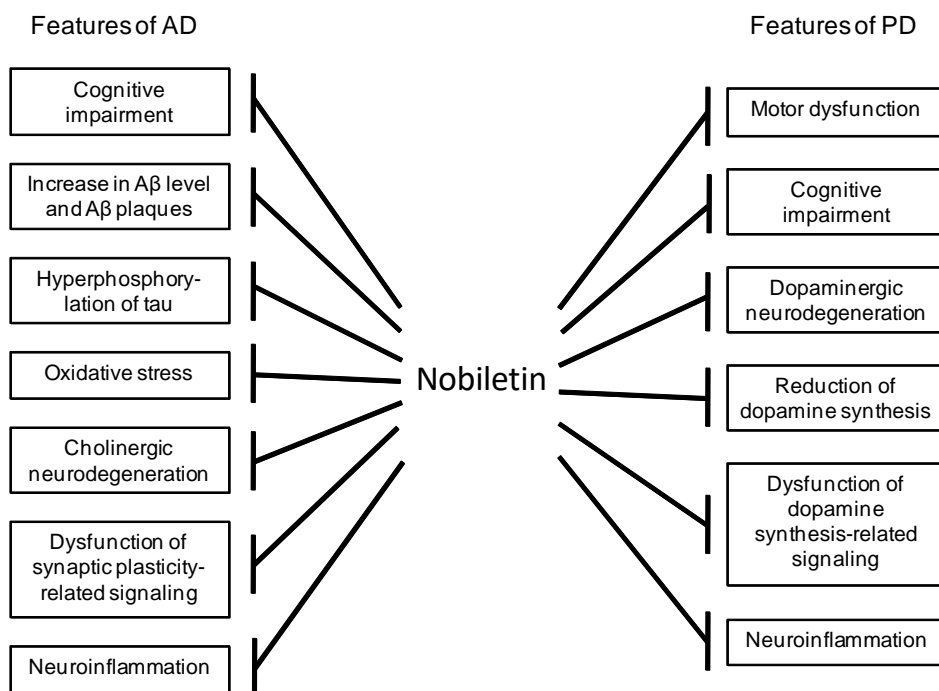 Features of AD
Cognitive
impairment
Increase in Aβ level
and Aβ plaques
Hyperphosphory-
lation of tau
Oxidative stress
Cholinergic
neurodegeneration
Dysfunction of
synaptic plasticity-
related signaling
Neuroinflammation
Nobiletin
Features of PD
Motor dysfunction
Cognitive
impairment
Dopaminergic
neurodegeneration
Reduction of
dopamine synthesis
Dysfunction of
dopamine
synthesis-related
signaling
Neuroinflammation